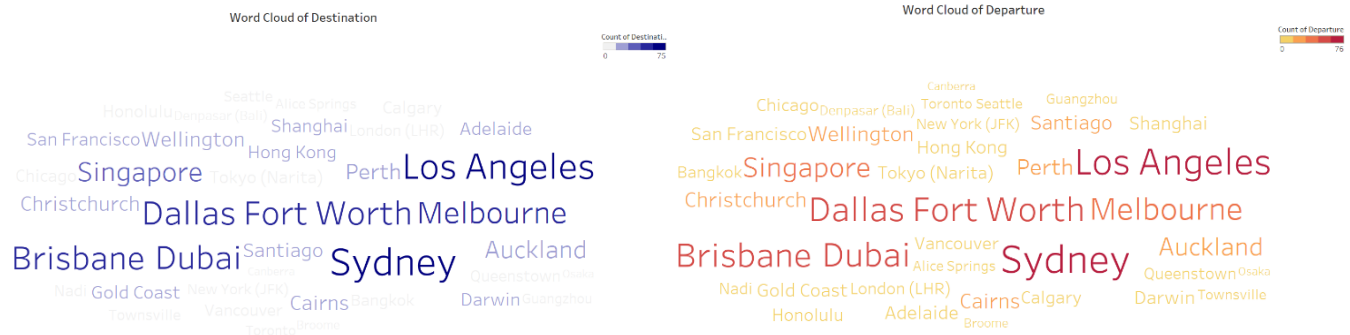 Word Cloud of Destination
Count of Destinati..
0 75
Seattle
Honolulu Denpasar (Bali) Alice Springs Calgary
San Francisco Wellington Shanghai London (LHR) Adelaide
Hong Kong
Chicago Singapore Tokyo (Narita) Perth Los Angeles
Christchurch Dallas Fort Worth Melbourne
Brisbane Dubai Santiago Sydney Auckland
Canberra Queenstown Osaka
Nadi Gold Coast New York (JFK) Cairns Bangkok Darwin Guangzhou
Townsville Vancouver
Toronto Broome
Word Cloud of Departure
Count of Departure
0 76
Canberra
Chicago Denpasar (Bali) Toronto Seattle Guangzhou
San Francisco Wellington New York (JFK) Santiago Shanghai
Hong Kong
Bangkok Singapore Tokyo (Narita) Perth Los Angeles
Christchurch Dallas Fort Worth Melbourne
Brisbane Dubai Vancouver Sydney Auckland
Alice Springs Queenstown Osaka
Nadi Gold Coast London (LHR) Cairns Calgary Darwin Townsville
Honolulu Adelaide
Broome